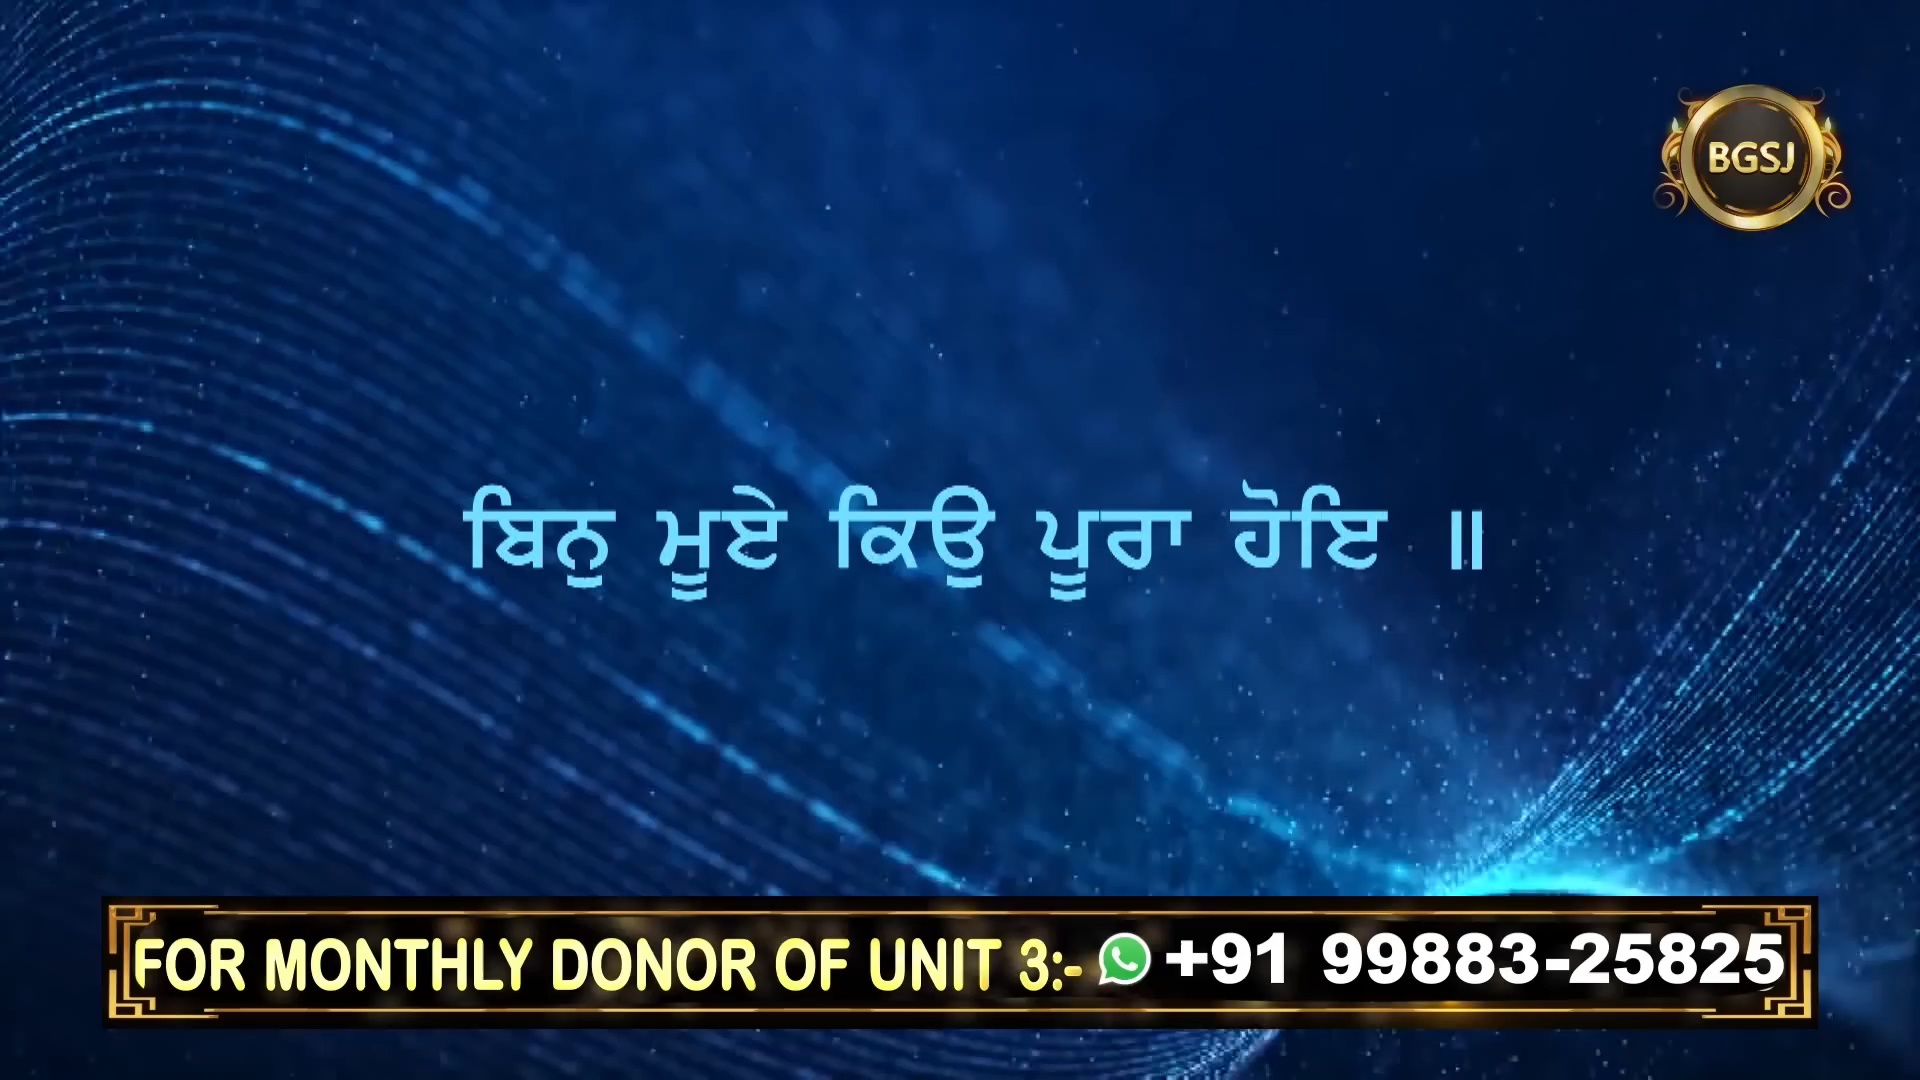 BGSJ
ਬਿਨੁ ਮੂਏ ਕਿਉ ਪੂਰਾ ਹੋਇ ॥
FOR MONTHLY DONOR OF UNIT 3:- +91 99883-25825